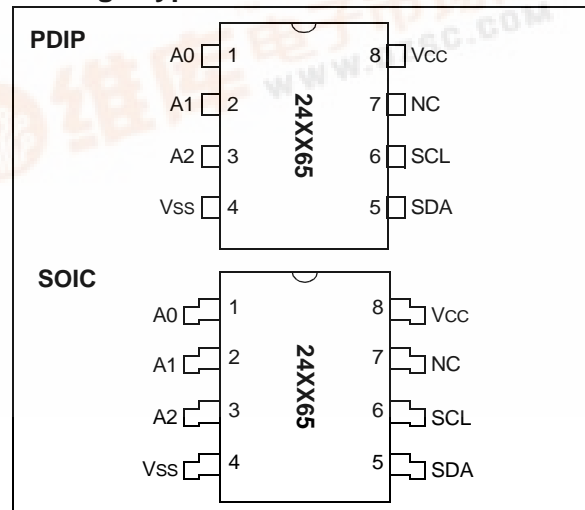 PDIP
A0 1 8 Vcc
A1 2 7 NC
24XX65
A2 3 6 SCL
Vss 4 5 SDA
SOIC
A0 1 8 Vcc
A1 2 7 NC
24XX65
A2 3 6 SCL
Vss 4 5 SDA